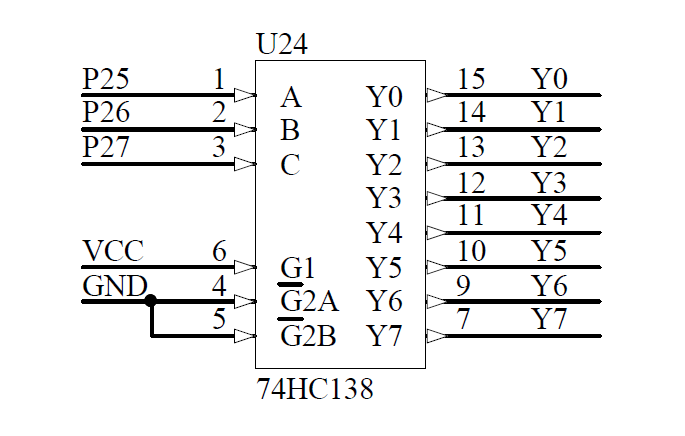 U24
P25 1 A Y0 15 Y0
P26 2 B Y1 14 Y1
P27 3 C Y2 13 Y2
Y3 12 Y3
Y4 11 Y4
VCC 6 G1 Y5 10 Y5
GND 4 G2A Y6 9 Y6
5 G2B Y7 7 Y7
74HC138